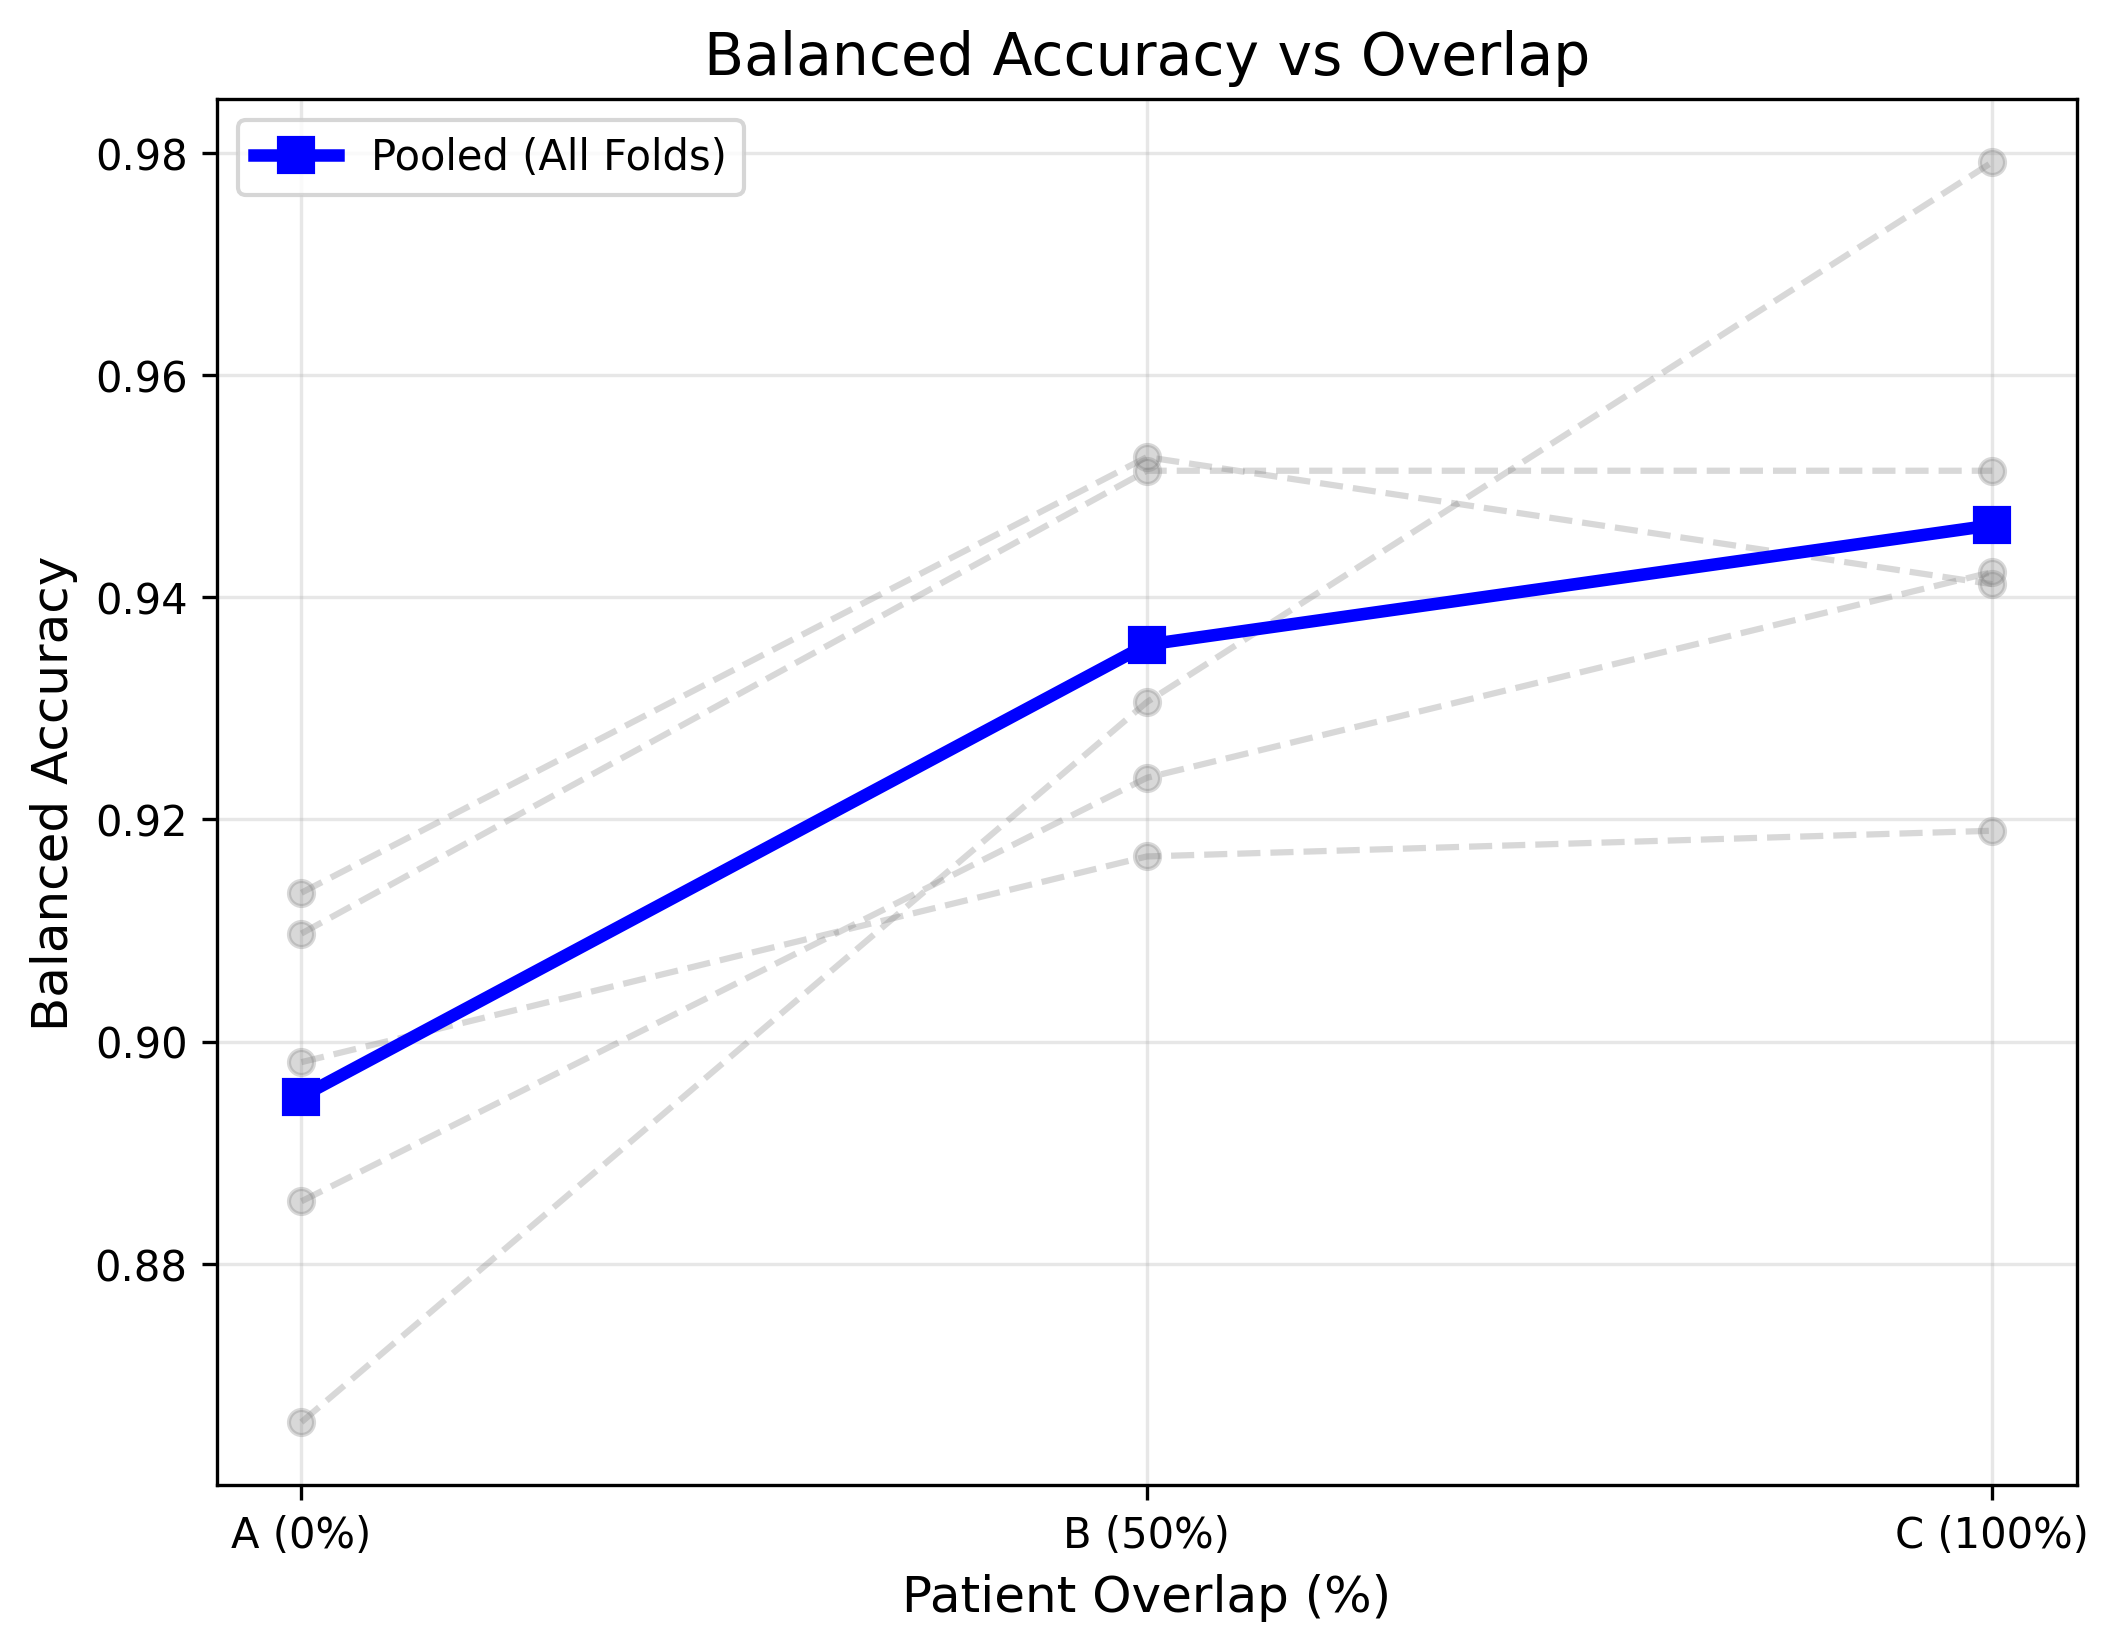 Balanced Accuracy vs Overlap
Pooled (All Folds)
Balanced Accuracy
0.98
0.96
0.94
0.92
0.90
0.88
A (0%)
B (50%)
C (100%)
Patient Overlap (%)